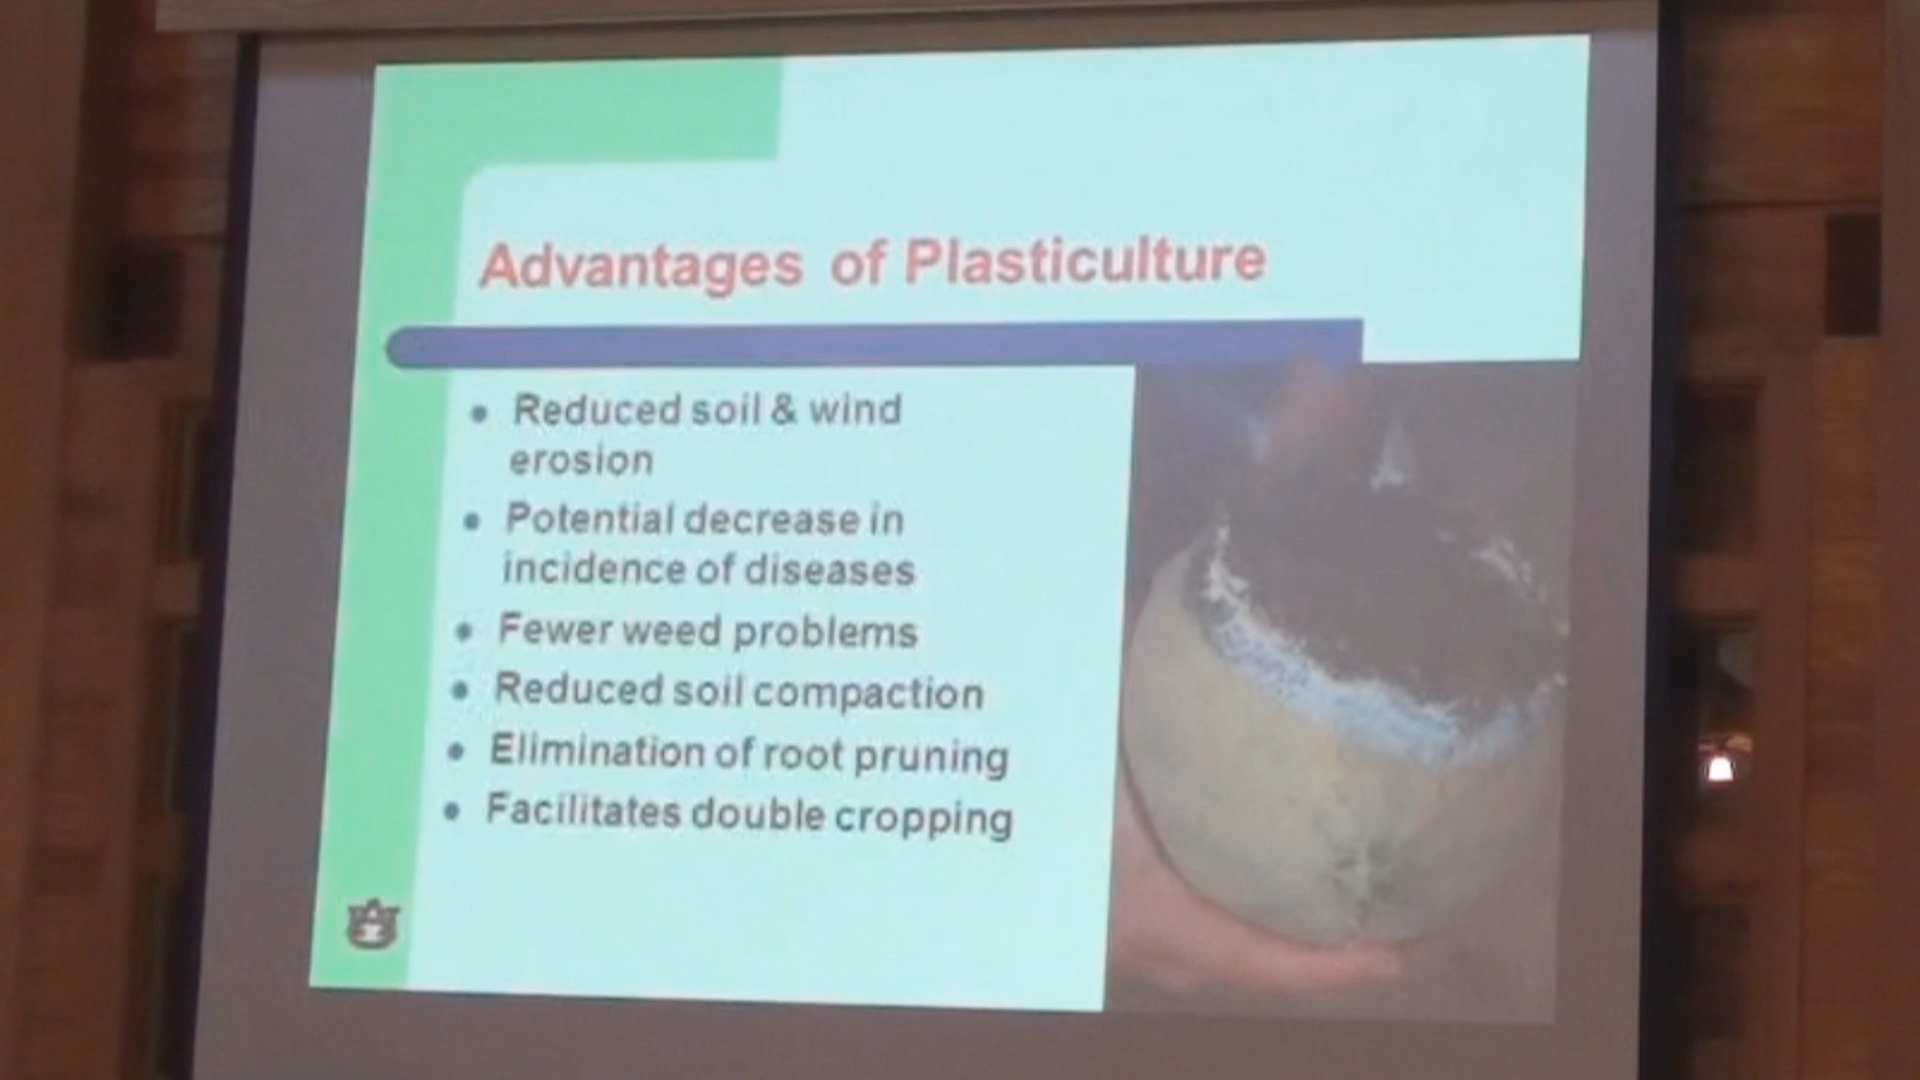 Advantages of Plasticulture
Reduced soil & wind
erosion
Potential decrease in
incidence of diseases
Fewer weed problems
Reduced soil compaction
Elimination of root pruning
Facilitates double cropping